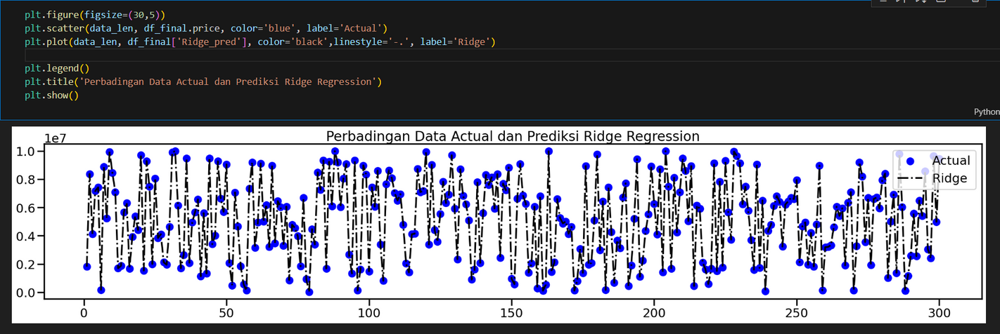 plt.figure(figsize=(30,5))
plt.scatter(data_len, df_final.price, color='blue', label='Actual')
plt.plot(data_len, df_final['Ridge_pred'], color='black',linestyle='-.', label='Ridge')
plt.legend()
plt.title('Perbadingan Data Actual dan Prediksi Ridge Regression')
plt.show()
Python
Perbadingan Data Actual dan Prediksi Ridge Regression
1e7
1.0
0.8
0.6
0.4
0.2
0.0
Actual
Ridge
0 50 100 150 200 250 300